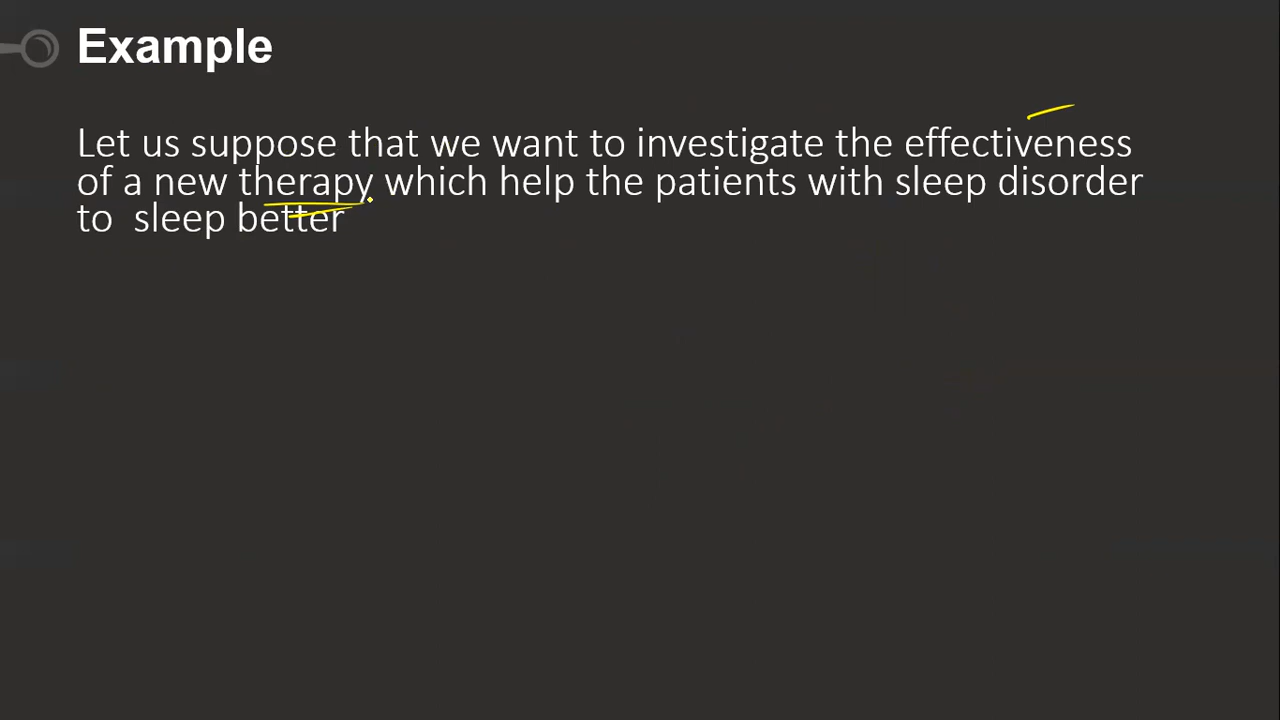 Example
Let us suppose that we want to investigate the effectiveness
of a new therapy which help the patients with sleep disorder
to  sleep better